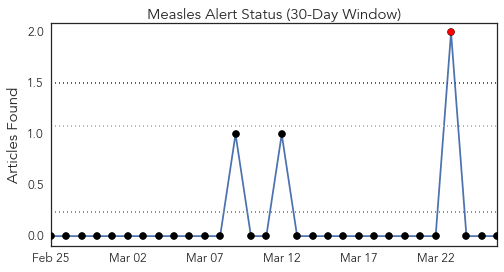 Measles Alert Status (30-Day Window)
Articles Found
2.0
1.5
1.0
0.5
0.0
Feb 25 Mar 02 Mar 07 Mar 12 Mar 17 Mar 22